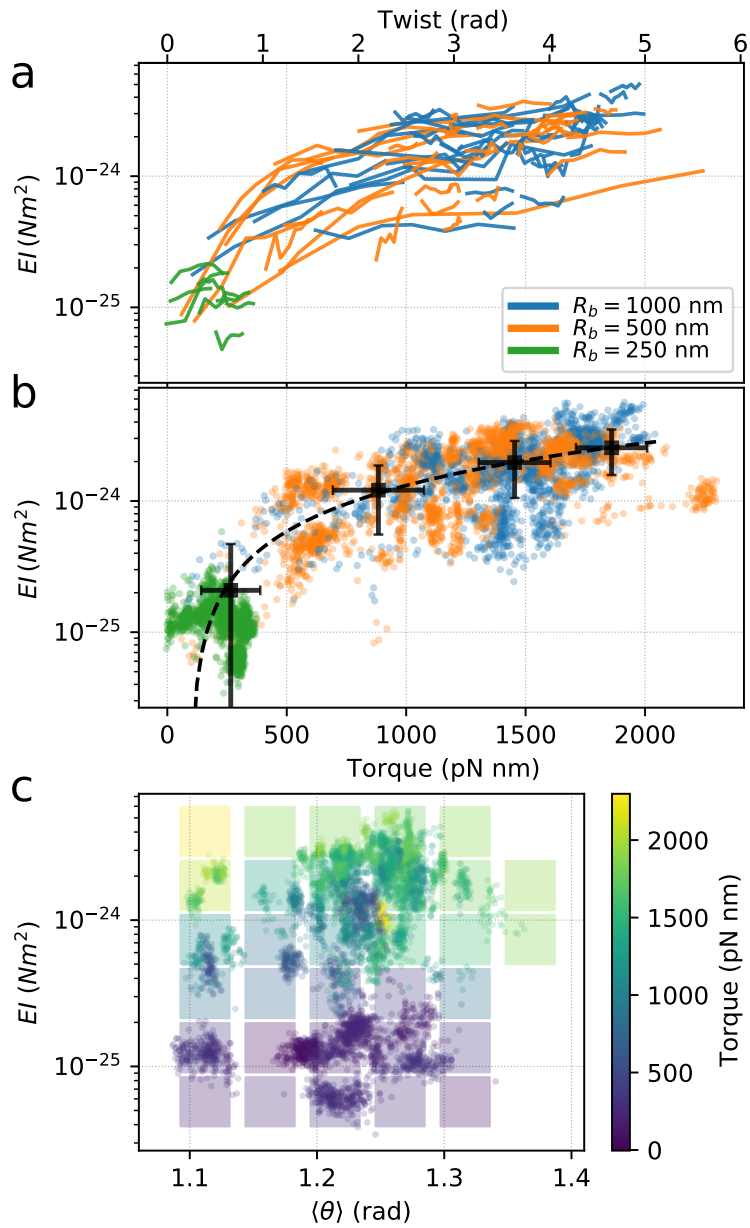 Twist (rad)
0 1 2 3 4 5 6
a
10⁻²⁴
10⁻²⁵
EI (Nm²)
R_b = 1000 nm
R_b = 500 nm
R_b = 250 nm
b
10⁻²⁴
10⁻²⁵
EI (Nm²)
0 500 1000 1500 2000
Torque (pN nm)
c
10⁻²⁴
10⁻²⁵
EI (Nm²)
1.1 1.2 1.3 1.4
⟨θ⟩ (rad)
2000
1500
1000
500
0
Torque (pN nm)